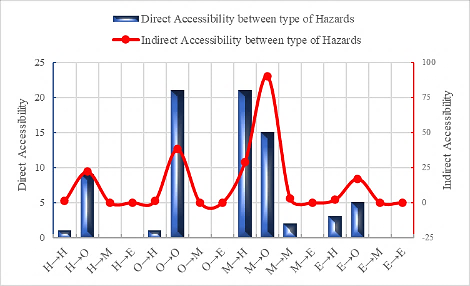 Direct Accessibility between type of Hazards
Indirect Accessibility between type of Hazards
Direct Accessibility
25
20
15
10
5
0
100
75
50
25
0
-25
Indirect Accessibility
H→H
H→O
H→M
H→E
O→H
O→O
O→M
O→E
M→H
M→O
M→M
M→E
E→H
E→O
E→M
E→E